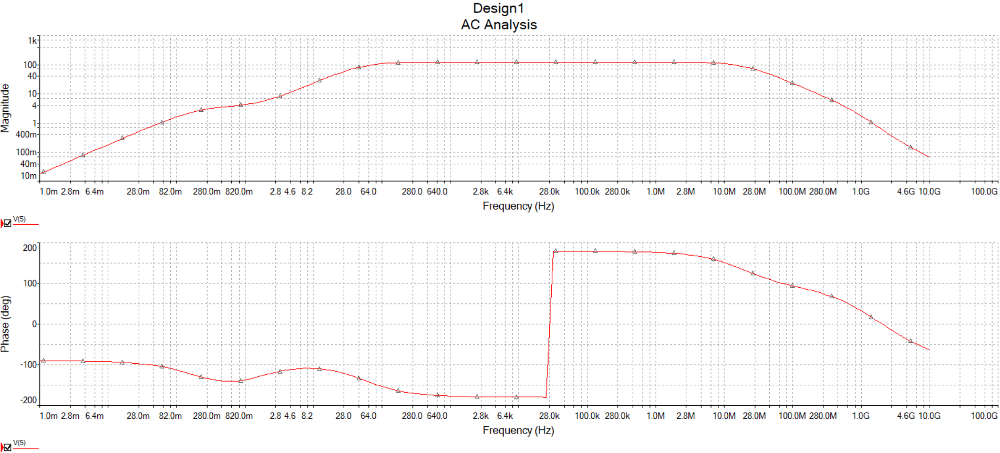 Design1
AC Analysis
Magnitude
1k
100
40
10
4
1
400m
100m
40m
10m
1.0m 2.8m 6.4m 28.0m 82.0m 280.0m 820.0m 2.8 4.6 8.2 28.0 64.0 280.0 640.0 2.8k 6.4k 28.0k 100.0k 280.0k 1.0M 2.8M 10.0M 28.0M 100.0M 280.0M 1.0G 4.6G 10.0G 100.0G
Frequency (Hz)
V(5)
Phase (deg)
200
100
0
-100
-200
1.0m 2.8m 6.4m 28.0m 82.0m 280.0m 820.0m 2.8 4.6 8.2 28.0 64.0 280.0 640.0 2.8k 6.4k 28.0k 100.0k 280.0k 1.0M 2.8M 10.0M 28.0M 100.0M 280.0M 1.0G 4.6G 10.0G 100.0G
Frequency (Hz)
V(5)